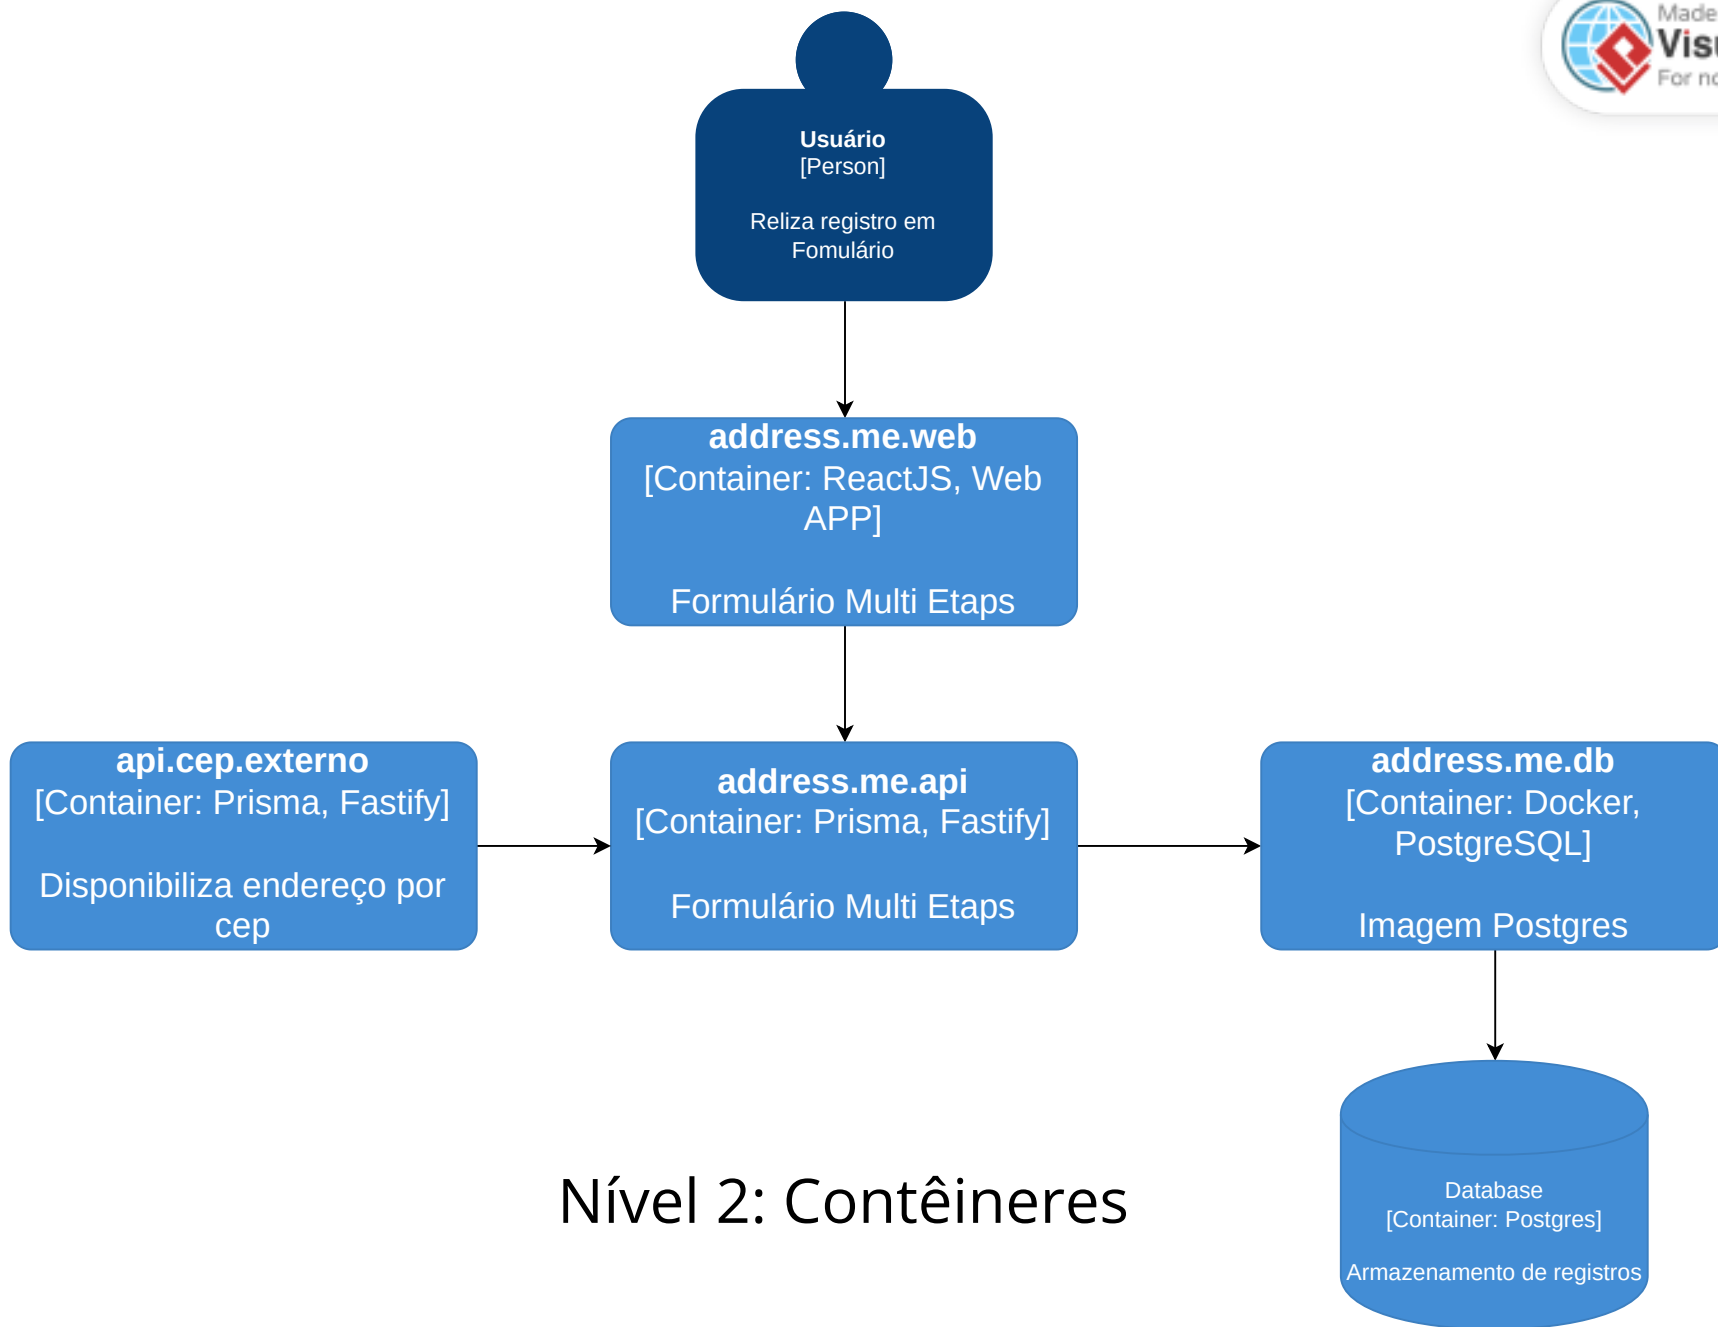 Made
For no
Usuário
[Person]
Reliza registro em
Fomulário
address.me.web
[Container: ReactJS, Web
APP]
Formulário Multi Etaps
api.cep.externo
[Container: Prisma, Fastify]
Disponibiliza endereço por
cep
address.me.api
[Container: Prisma, Fastify]
Formulário Multi Etaps
address.me.db
[Container: Docker,
PostgreSQL]
Imagem Postgres
Nível 2: Contêineres
Database
[Container: Postgres]
Armazenamento de registros